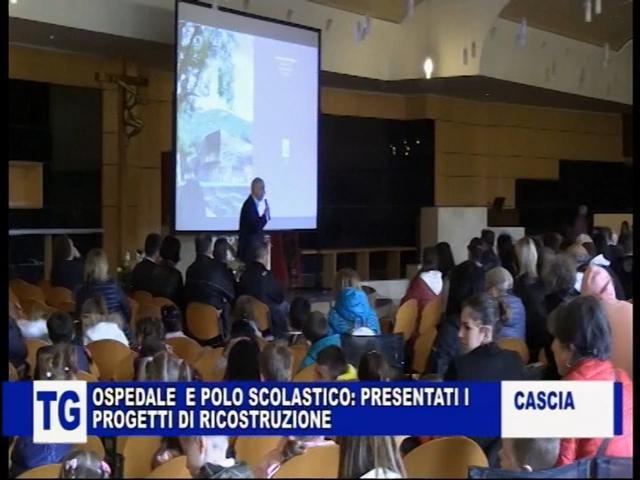 TG
OSPEDALE E POLO SCOLASTICO: PRESENTATI I
PROGETTI DI RICOSTRUZIONE
CASCIA